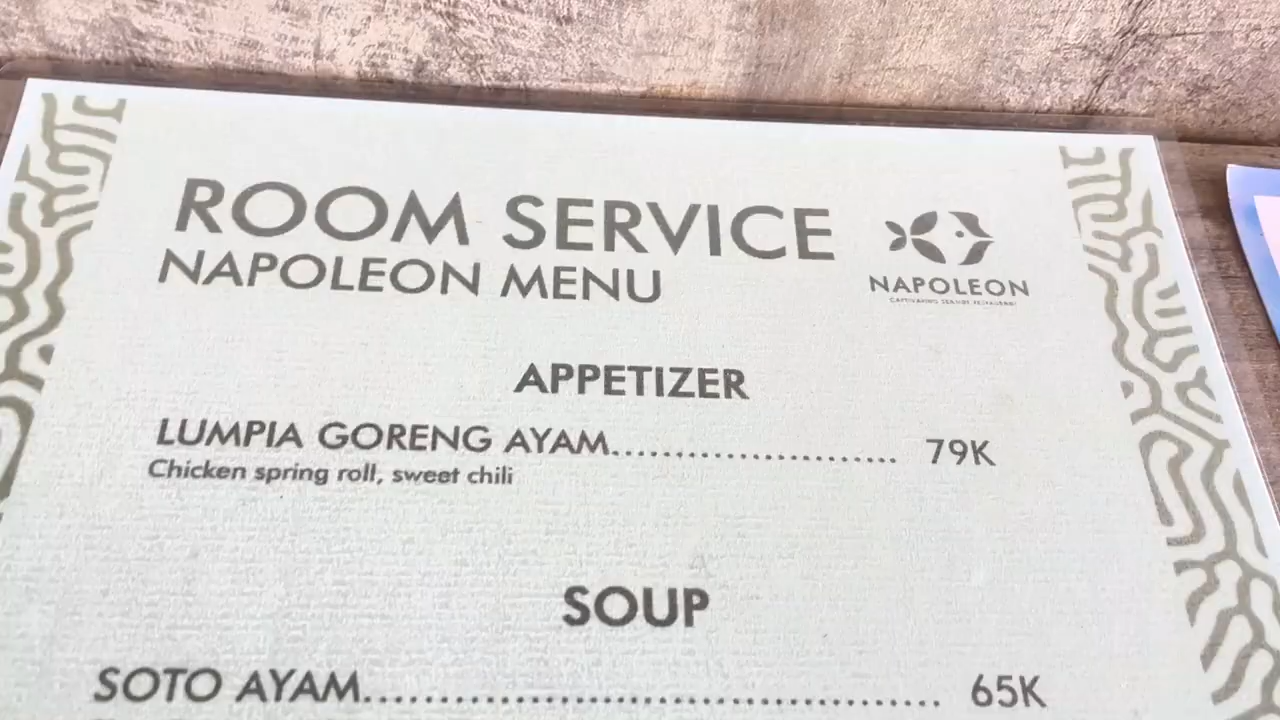 ROOM SERVICE
NAPOLEON MENU
NAPOLEON
APPETIZER
LUMPIA GORENG AYAM....................... 79K
Chicken spring roll, sweet chili
SOUP
SOTO AYAM........................................ 65K